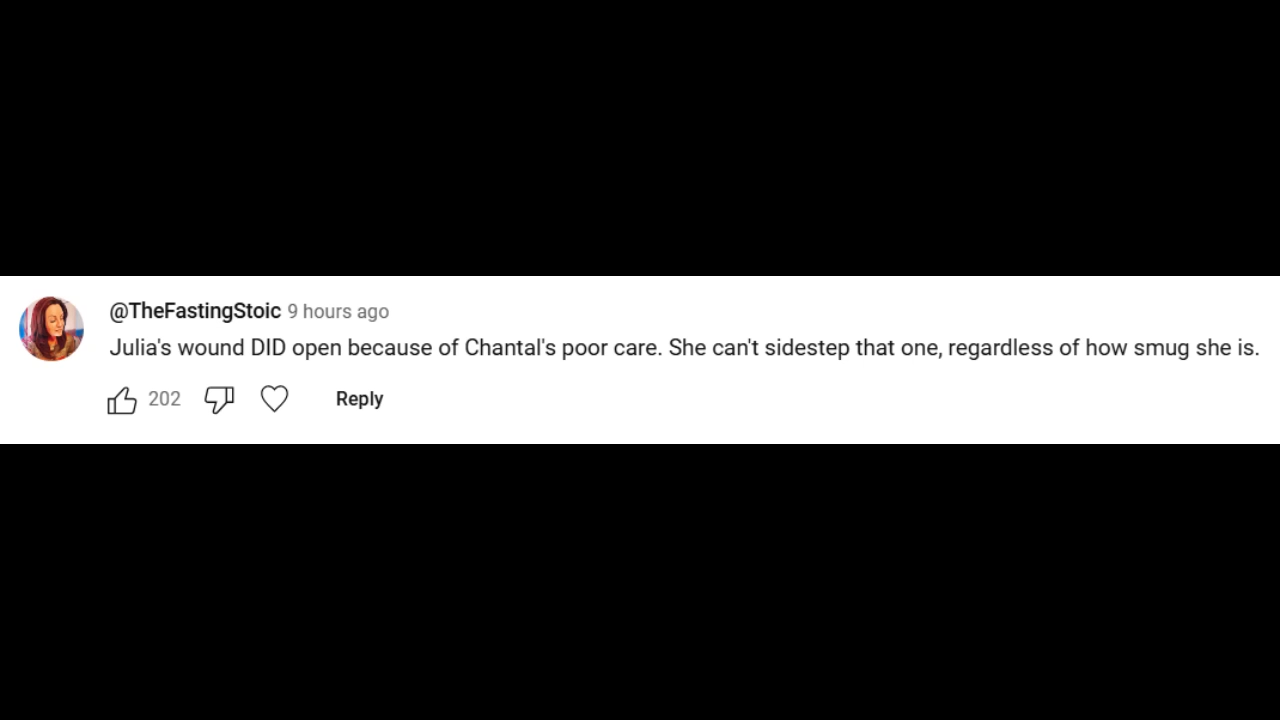 @TheFastingStoic 9 hours ago
Julia's wound DID open because of Chantal's poor care. She can't sidestep that one, regardless of how smug she is.
202 Reply